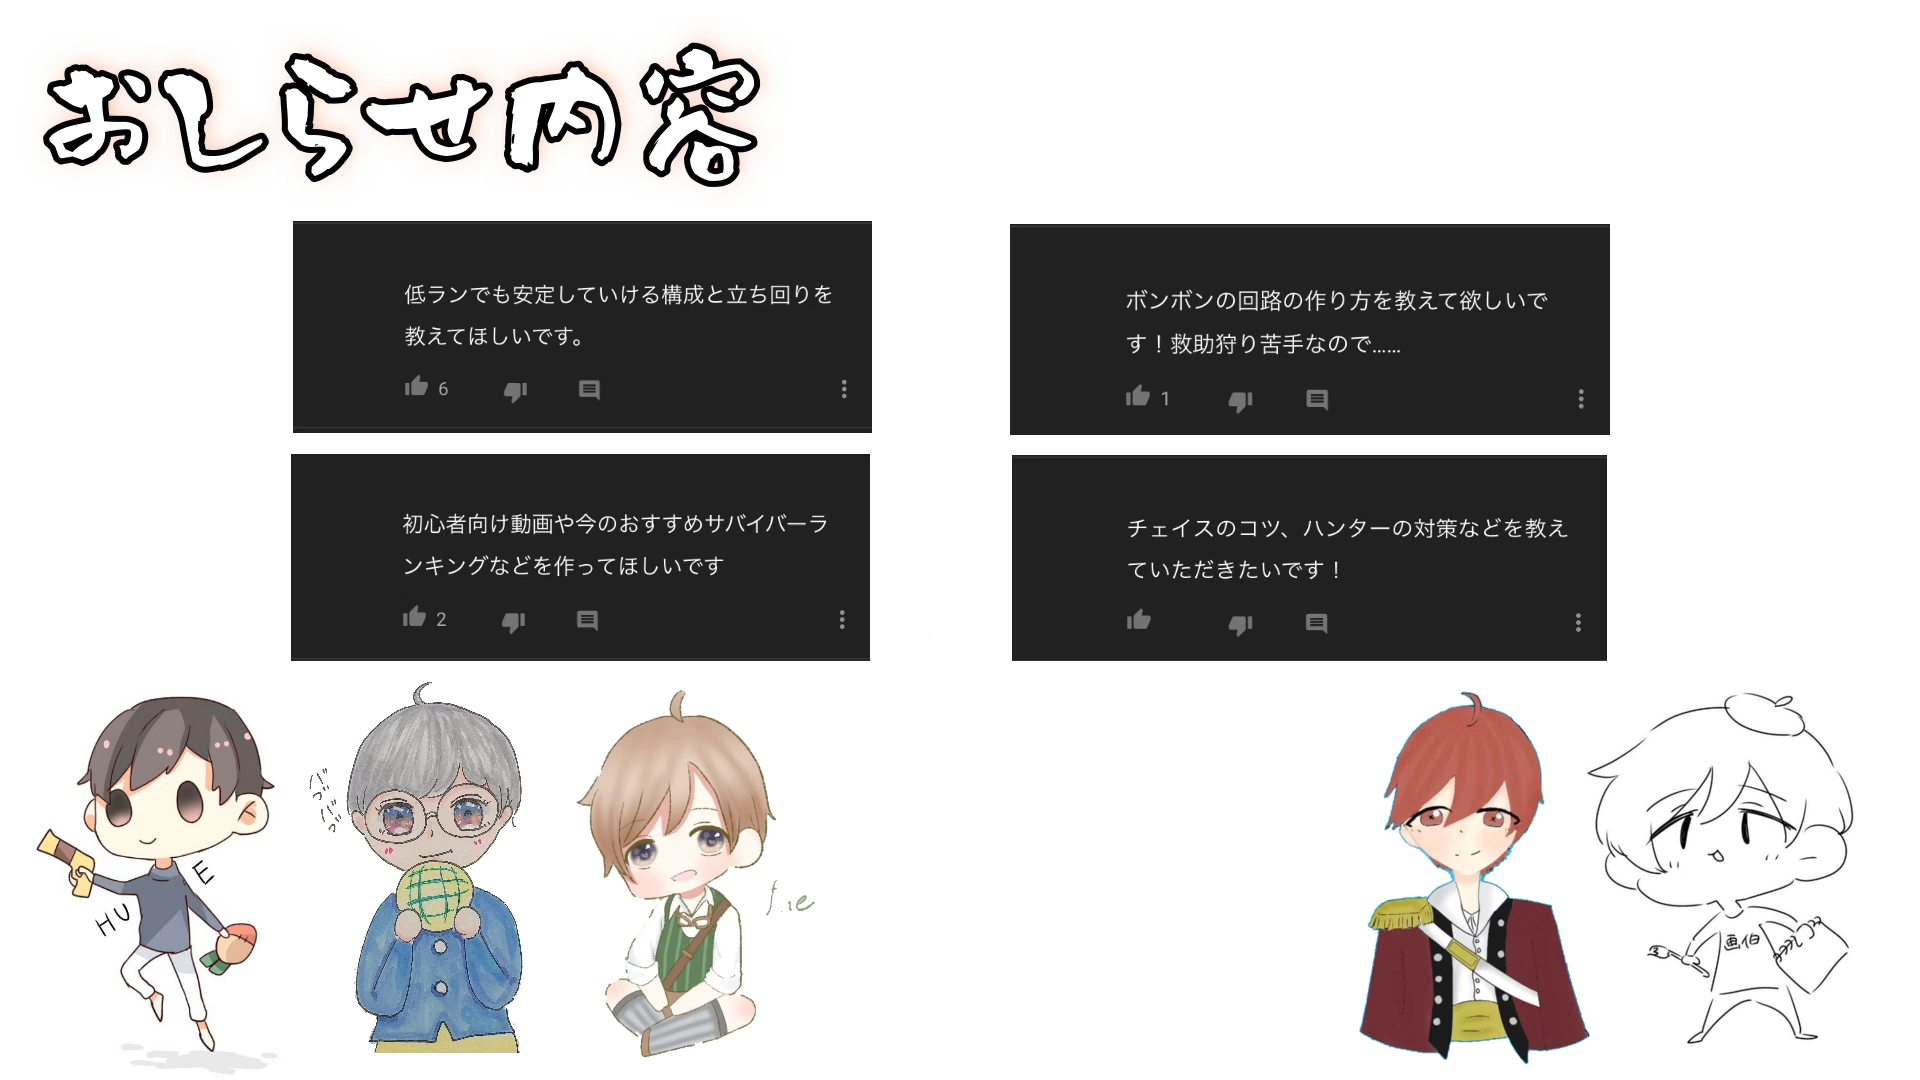 おしらせ内容
低ランでも安定していける構成と立ち回りを
教えてほしいです。
6
ボンボンの回路の作り方を教えて欲しいで
す！救助狩り苦手なので……
1
初心者向け動画や今のおすすめサバイバーラ
ンキングなどを作ってほしいです
2
チェイスのコツ、ハンターの対策などを教え
ていただきたいです！
HU
E
画伯